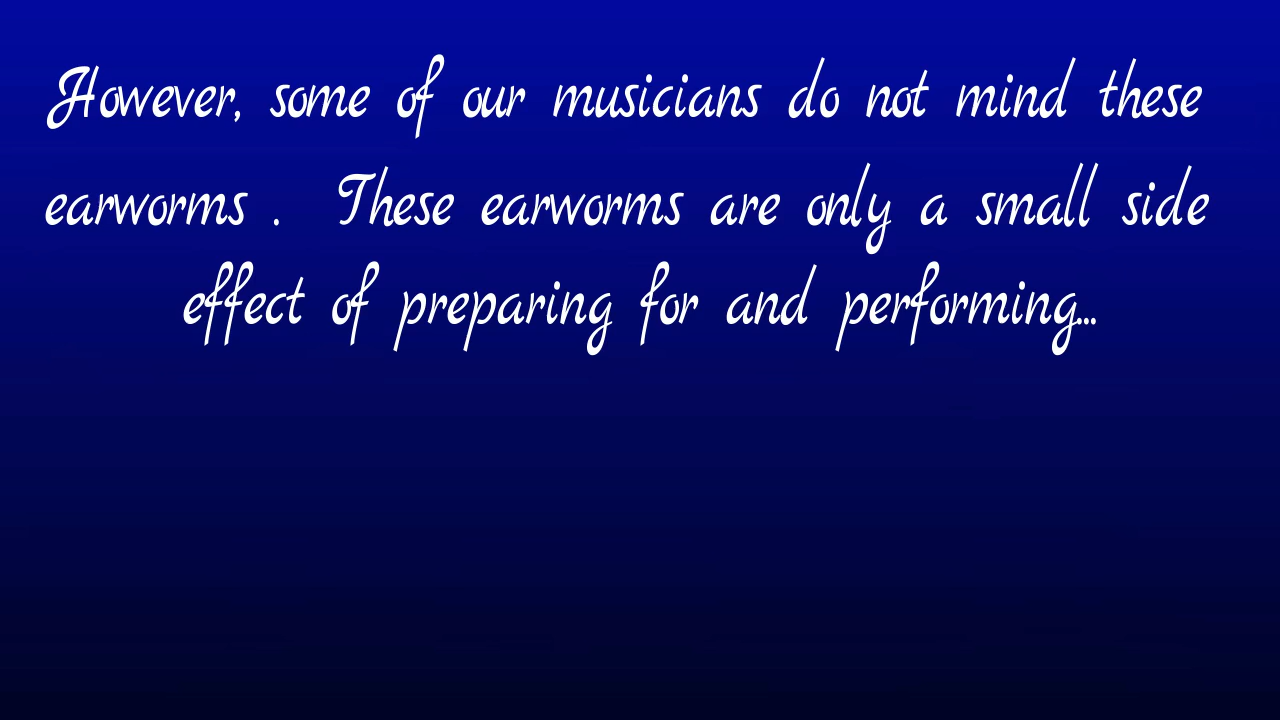 However, some of our musicians do not mind these
earworms .  These earworms are only a small side
effect of preparing for and performing...